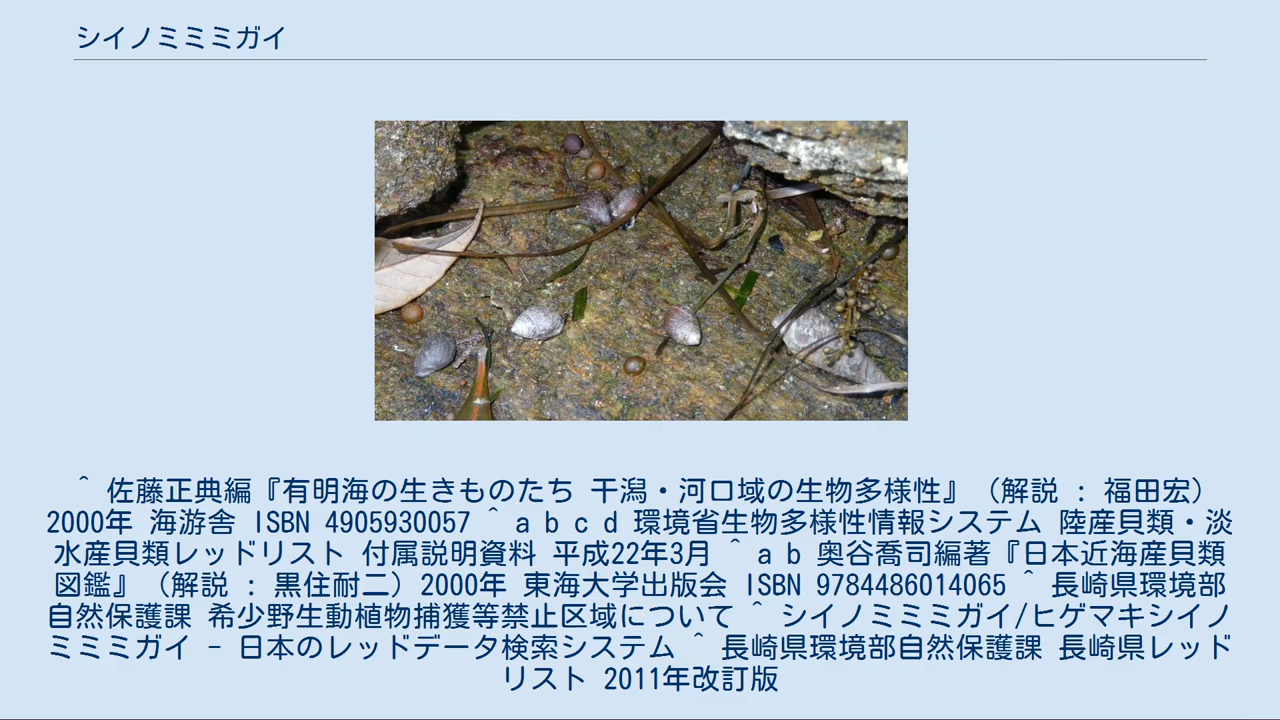 シイノミミミガイ
^ 佐藤正典編『有明海の生きものたち 干潟・河口域の生物多様性』（解説 : 福田宏）
2000年 海游舎 ISBN 4905930057 ^ a b c d 環境省生物多様性情報システム 陸産貝類・淡
水産貝類レッドリスト 付属説明資料 平成22年3月 ^ a b 奥谷喬司編著『日本近海産貝類
図鑑』（解説 : 黒住耐二）2000年 東海大学出版会 ISBN 9784486014065 ^ 長崎県環境部
自然保護課 希少野生動植物捕獲等禁止区域について ^ シイノミミミガイ/ヒゲマキシイノ
ミミミガイ - 日本のレッドデータ検索システム ^ 長崎県環境部自然保護課 長崎県レッド
リスト 2011年改訂版